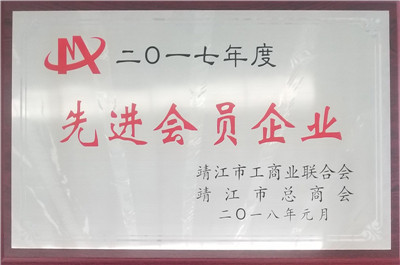 二〇一七年度
先进会员企业
靖江市工商业联合会
靖江市总商会
二〇一八年元月